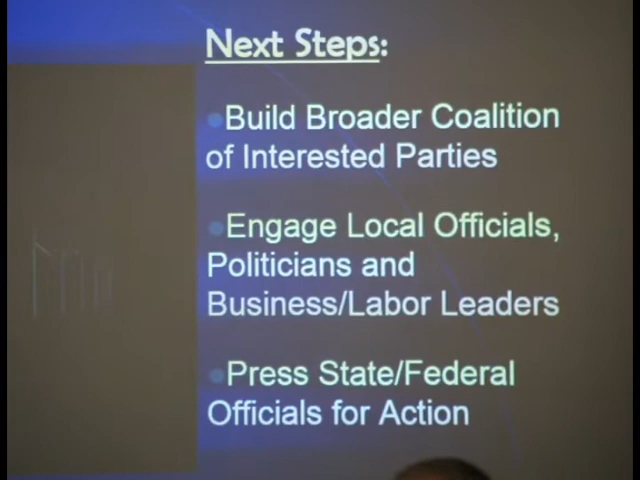 Next Steps:
•Build Broader Coalition
of Interested Parties
•Engage Local Officials,
Politicians and
Business/Labor Leaders
•Press State/Federal
Officials for Action